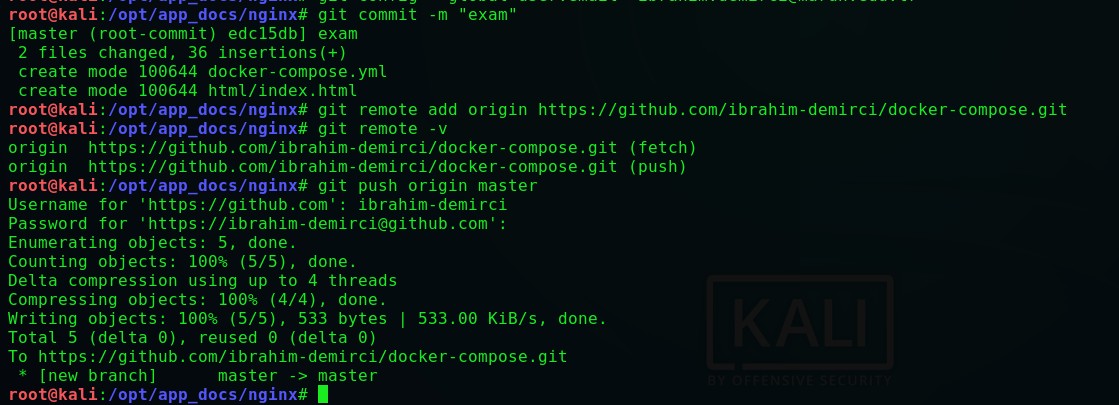 root@kali:/opt/app_docs/nginx# git commit -m "exam"
[master (root-commit) edc15db] exam
 2 files changed, 36 insertions(+)
 create mode 100644 docker-compose.yml
 create mode 100644 html/index.html
root@kali:/opt/app_docs/nginx# git remote add origin https://github.com/ibrahim-demirci/docker-compose.git
root@kali:/opt/app_docs/nginx# git remote -v
origin  https://github.com/ibrahim-demirci/docker-compose.git (fetch)
origin  https://github.com/ibrahim-demirci/docker-compose.git (push)
root@kali:/opt/app_docs/nginx# git push origin master
Username for 'https://github.com': ibrahim-demirci
Password for 'https://ibrahim-demirci@github.com':
Enumerating objects: 5, done.
Counting objects: 100% (5/5), done.
Delta compression using up to 4 threads
Compressing objects: 100% (4/4), done.
Writing objects: 100% (5/5), 533 bytes | 533.00 KiB/s, done.
Total 5 (delta 0), reused 0 (delta 0)
To https://github.com/ibrahim-demirci/docker-compose.git
 * [new branch]      master -> master
root@kali:/opt/app_docs/nginx#
KALI
BY OFFENSIVE SECURITY